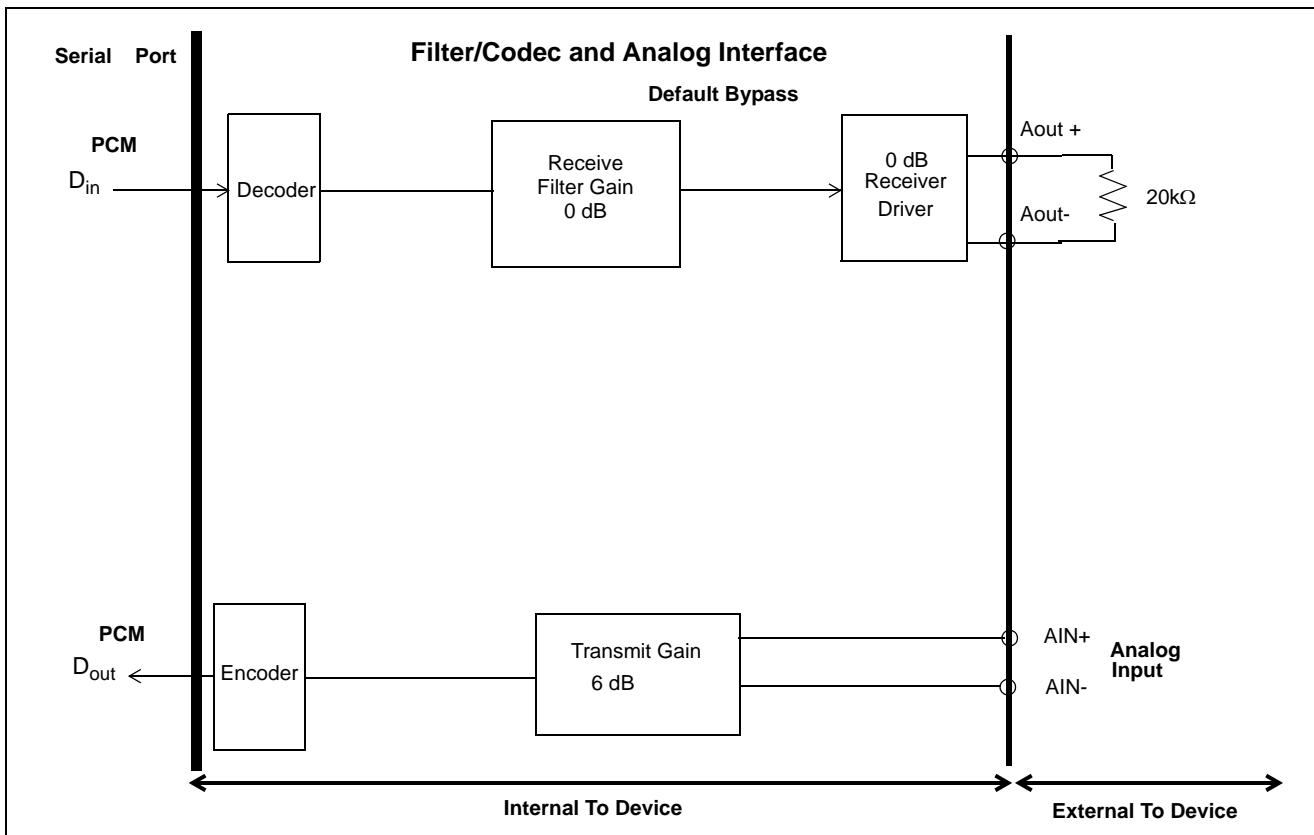 Serial Port
Filter/Codec and Analog Interface
Default Bypass
PCM
Din
Decoder
Receive
Filter Gain
0 dB
0 dB
Receiver
Driver
Aout +
Aout-
20kΩ
PCM
Dout
Encoder
Transmit Gain
6 dB
AIN+
AIN-
Analog
Input
Internal To Device
External To Device